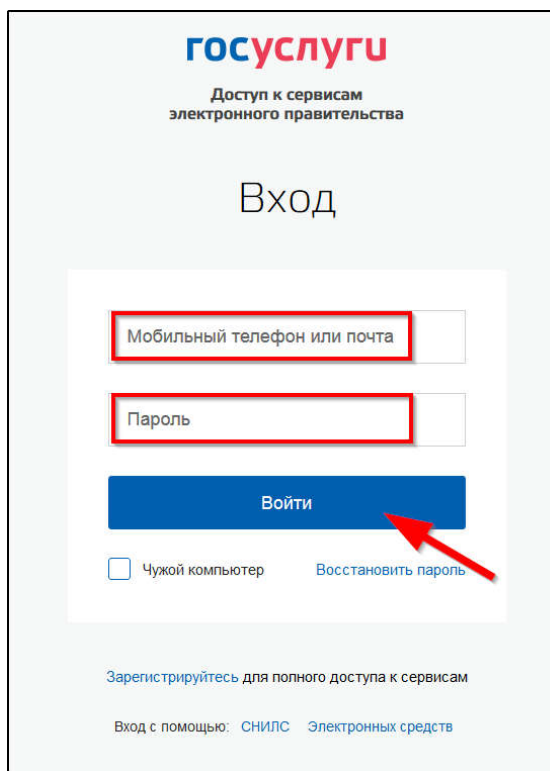 госуслуги
Доступ к сервисам
электронного правительства
Вход
Мобильный телефон или почта
Пароль
Войти
Чужой компьютер Восстановить пароль
Зарегистрируйтесь для полного доступа к сервисам
Вход с помощью: СНИЛС Электронных средств